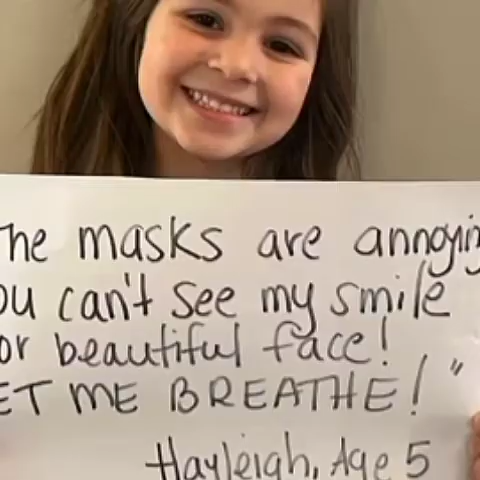 he masks are annoyin
ou can't see my smile
or beautiful face!
ET ME BREATHE!"
Hayleigh, Age 5